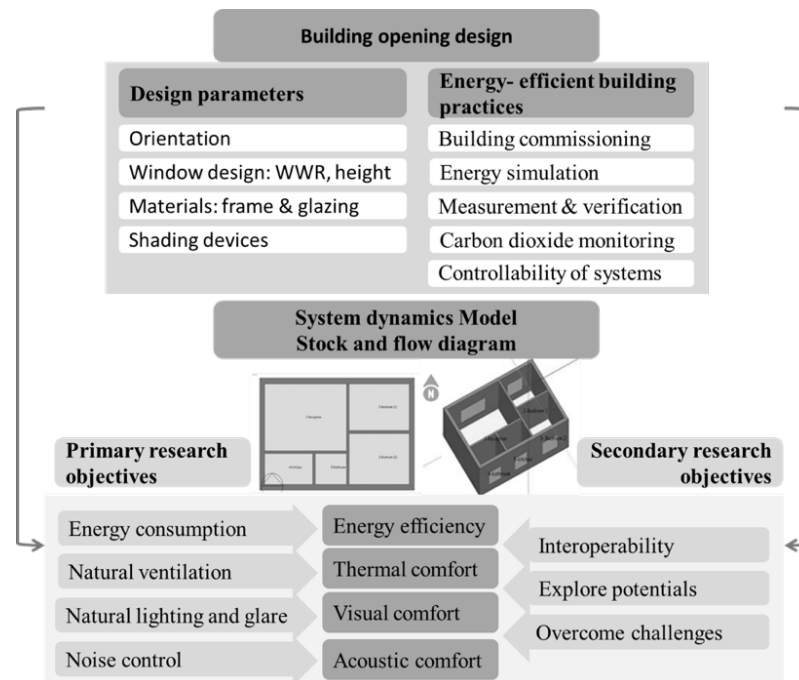 Building opening design
Design parameters
Energy- efficient building
practices
Orientation
Window design: WWR, height
Materials: frame & glazing
Shading devices
Building commissioning
Energy simulation
Measurement & verification
Carbon dioxide monitoring
Controllability of systems
System dynamics Model
Stock and flow diagram
N
Primary research
objectives
Secondary research
objectives
Energy consumption
Natural ventilation
Natural lighting and glare
Noise control
Energy efficiency
Thermal comfort
Visual comfort
Acoustic comfort
Interoperability
Explore potentials
Overcome challenges